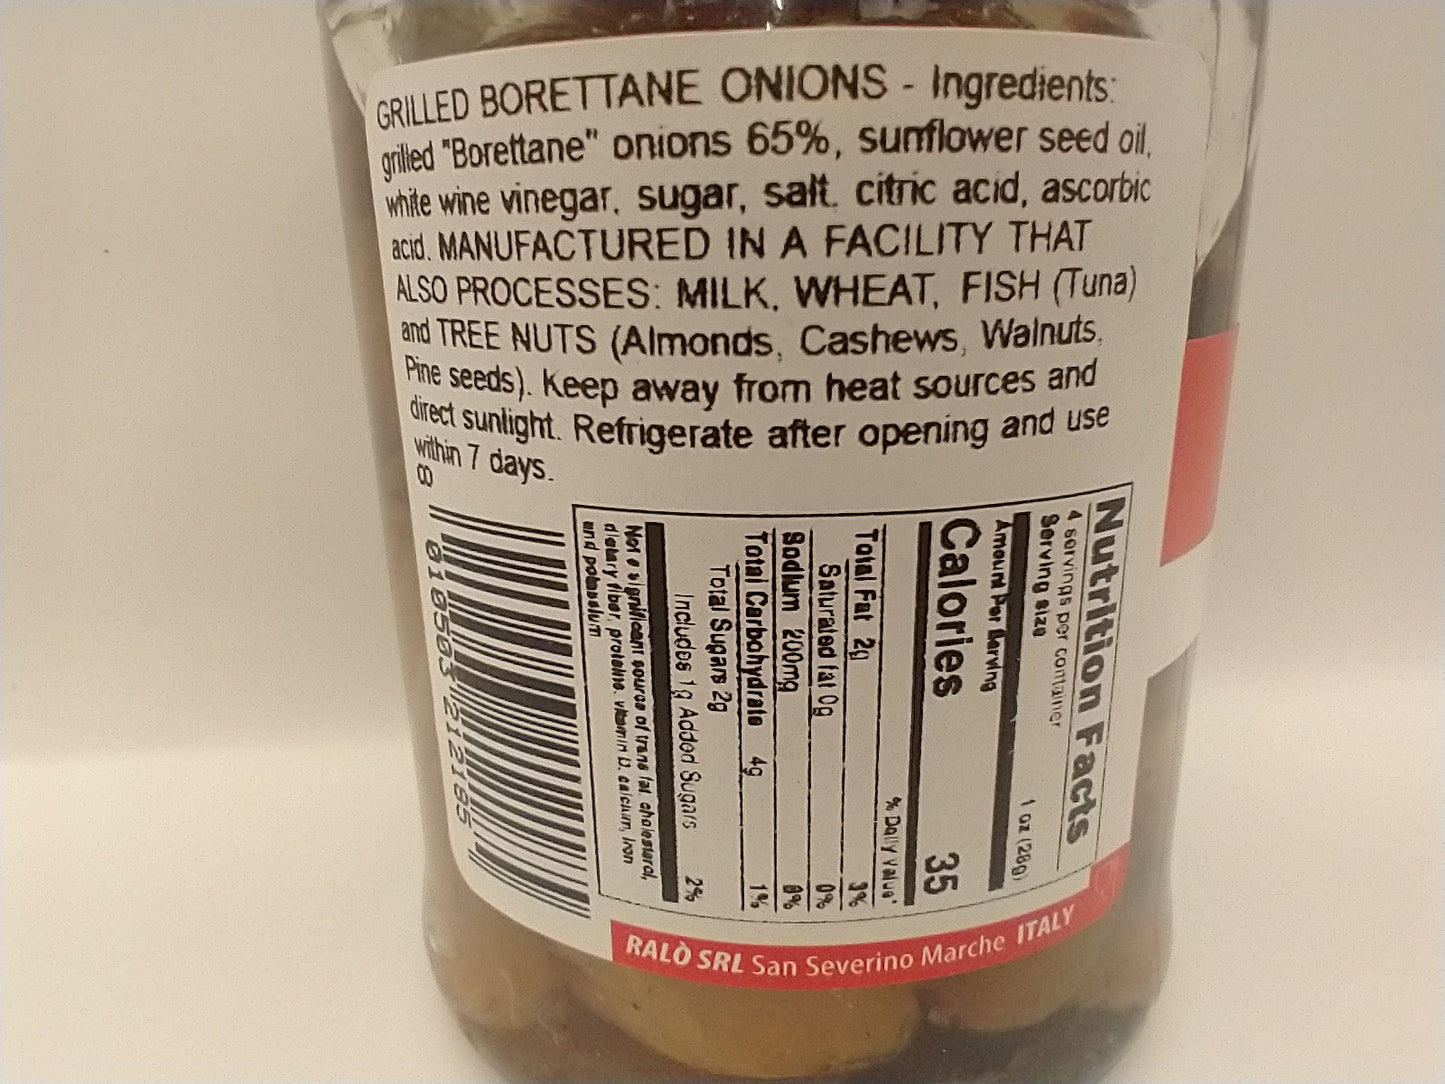 GRILLED BORETTANE ONIONS - Ingredients:
grilled "Borettane" onions 65%, sunflower seed oil,
white wine vinegar, sugar, salt, citric acid, ascorbic
acid. MANUFACTURED IN A FACILITY THAT
ALSO PROCESSES: MILK, WHEAT, FISH (Tuna)
and TREE NUTS (Almonds, Cashews, Walnuts,
Pine seeds). Keep away from heat sources and
direct sunlight. Refrigerate after opening and use
within 7 days.
8
010503 212185
Nutrition Facts
4 servings per container
Serving size 1 oz (28g)
Amount Per Serving
Calories 35
% Daily Value*
Total Fat 2g 3%
Saturated fat 0g 0%
Sodium 200mg
Total Carbohydrate 4g 1%
Total Sugars 2g
Includes 1g Added Sugars 2%
Not a significant source of trans fat, cholesterol,
dietary fiber, vitamin D, calcium, iron
and potassium
RALÒ SRL San Severino Marche ITALY